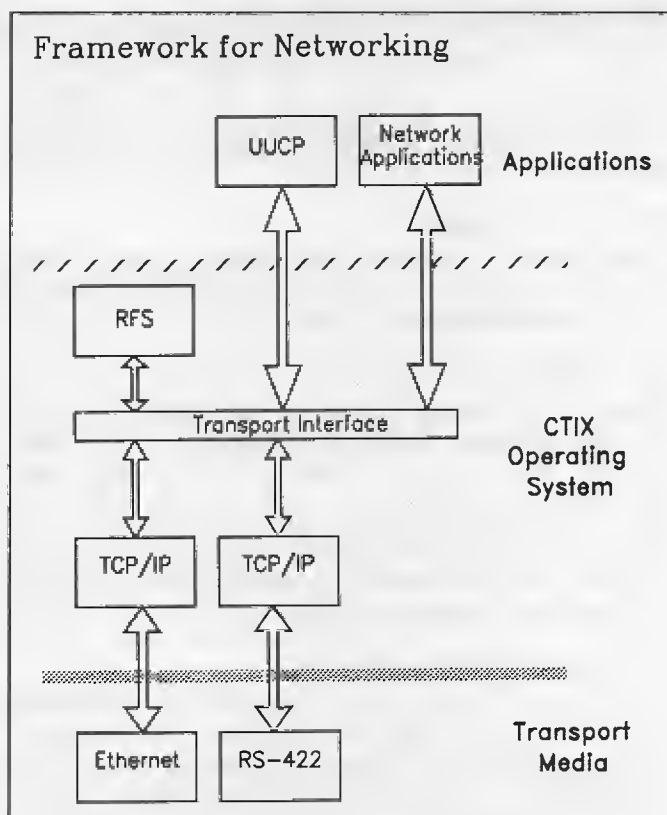 Framework for Networking
UUCP
Network
Applications
Applications
RFS
Transport Interface
CTIX
Operating
System
TCP/IP
TCP/IP
Ethernet
RS-422
Transport
Media